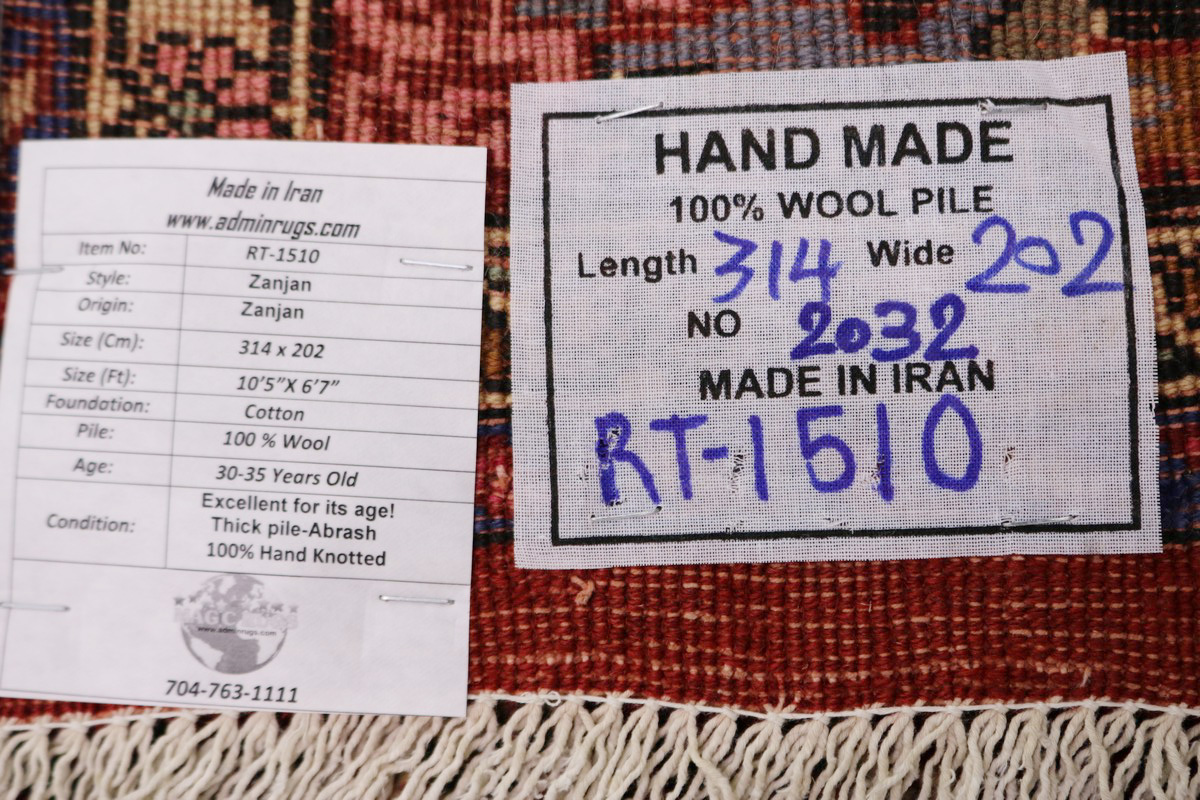 Made in Iran
www.adminrugs.com
Item No: RT-1510
Style: Zanjan
Origin: Zanjan
Size (Cm): 314 x 202
Size (Ft): 10'5"X 6'7"
Foundation: Cotton
Pile: 100 % Wool
Age: 30-35 Years Old
Condition: Excellent for its age!
Thick pile-Abrash
100% Hand Knotted
www.adminrugs.com
704-763-1111
HAND MADE
100% WOOL PILE
Length 314 Wide 202
NO 2032
MADE IN IRAN
RT-1510